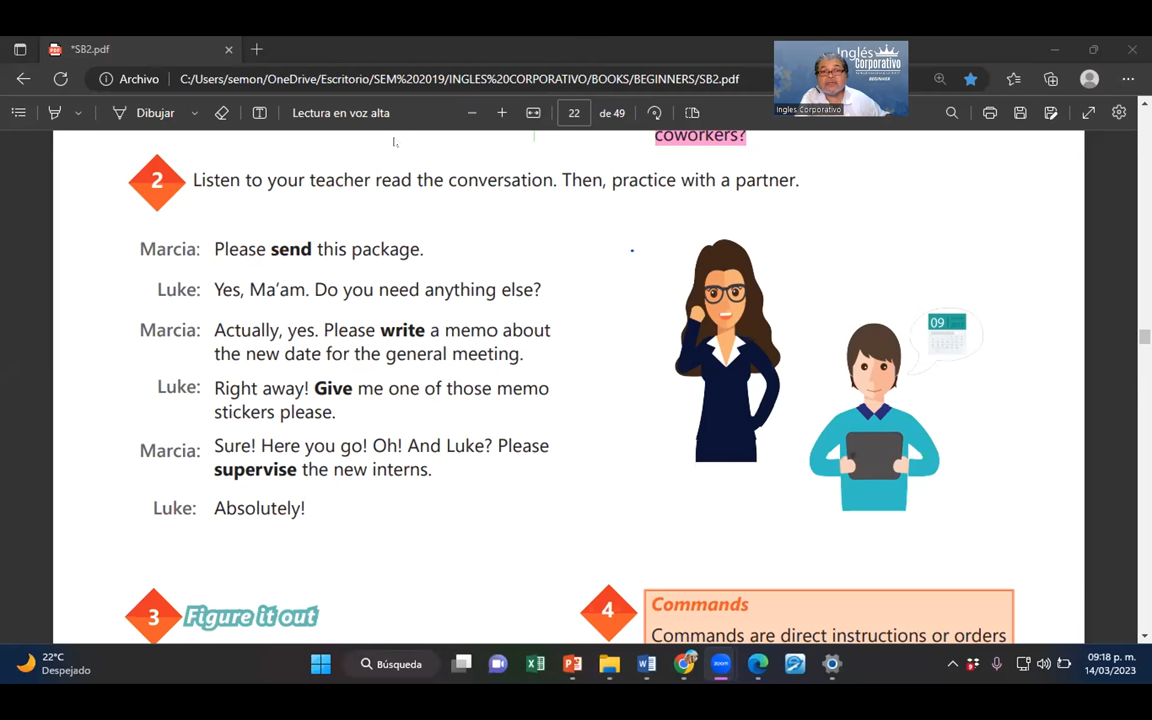 *SB2.pdf
Archivo
C:/Users/semon/OneDrive/Escritorio/SEM%202019/INGLES%20CORPORATIVO/BOOKS/BEGINNERS/SB2.pdf
Inglés
Corporativo
BEGINNER
Ingles Corporativo
Dibujar
Lectura en voz alta
22
de 49
coworkers?
2
Listen to your teacher read the conversation. Then, practice with a partner.
Marcia: Please send this package.
Luke: Yes, Ma'am. Do you need anything else?
Marcia: Actually, yes. Please write a memo about
the new date for the general meeting.
Luke: Right away! Give me one of those memo
stickers please.
Marcia: Sure! Here you go! Oh! And Luke? Please
supervise the new interns.
Luke: Absolutely!
09
3
Figure it out
4
Commands
Commands are direct instructions or orders
22°C
Despejado
Búsqueda
zoom
09:18 p. m.
14/03/2023